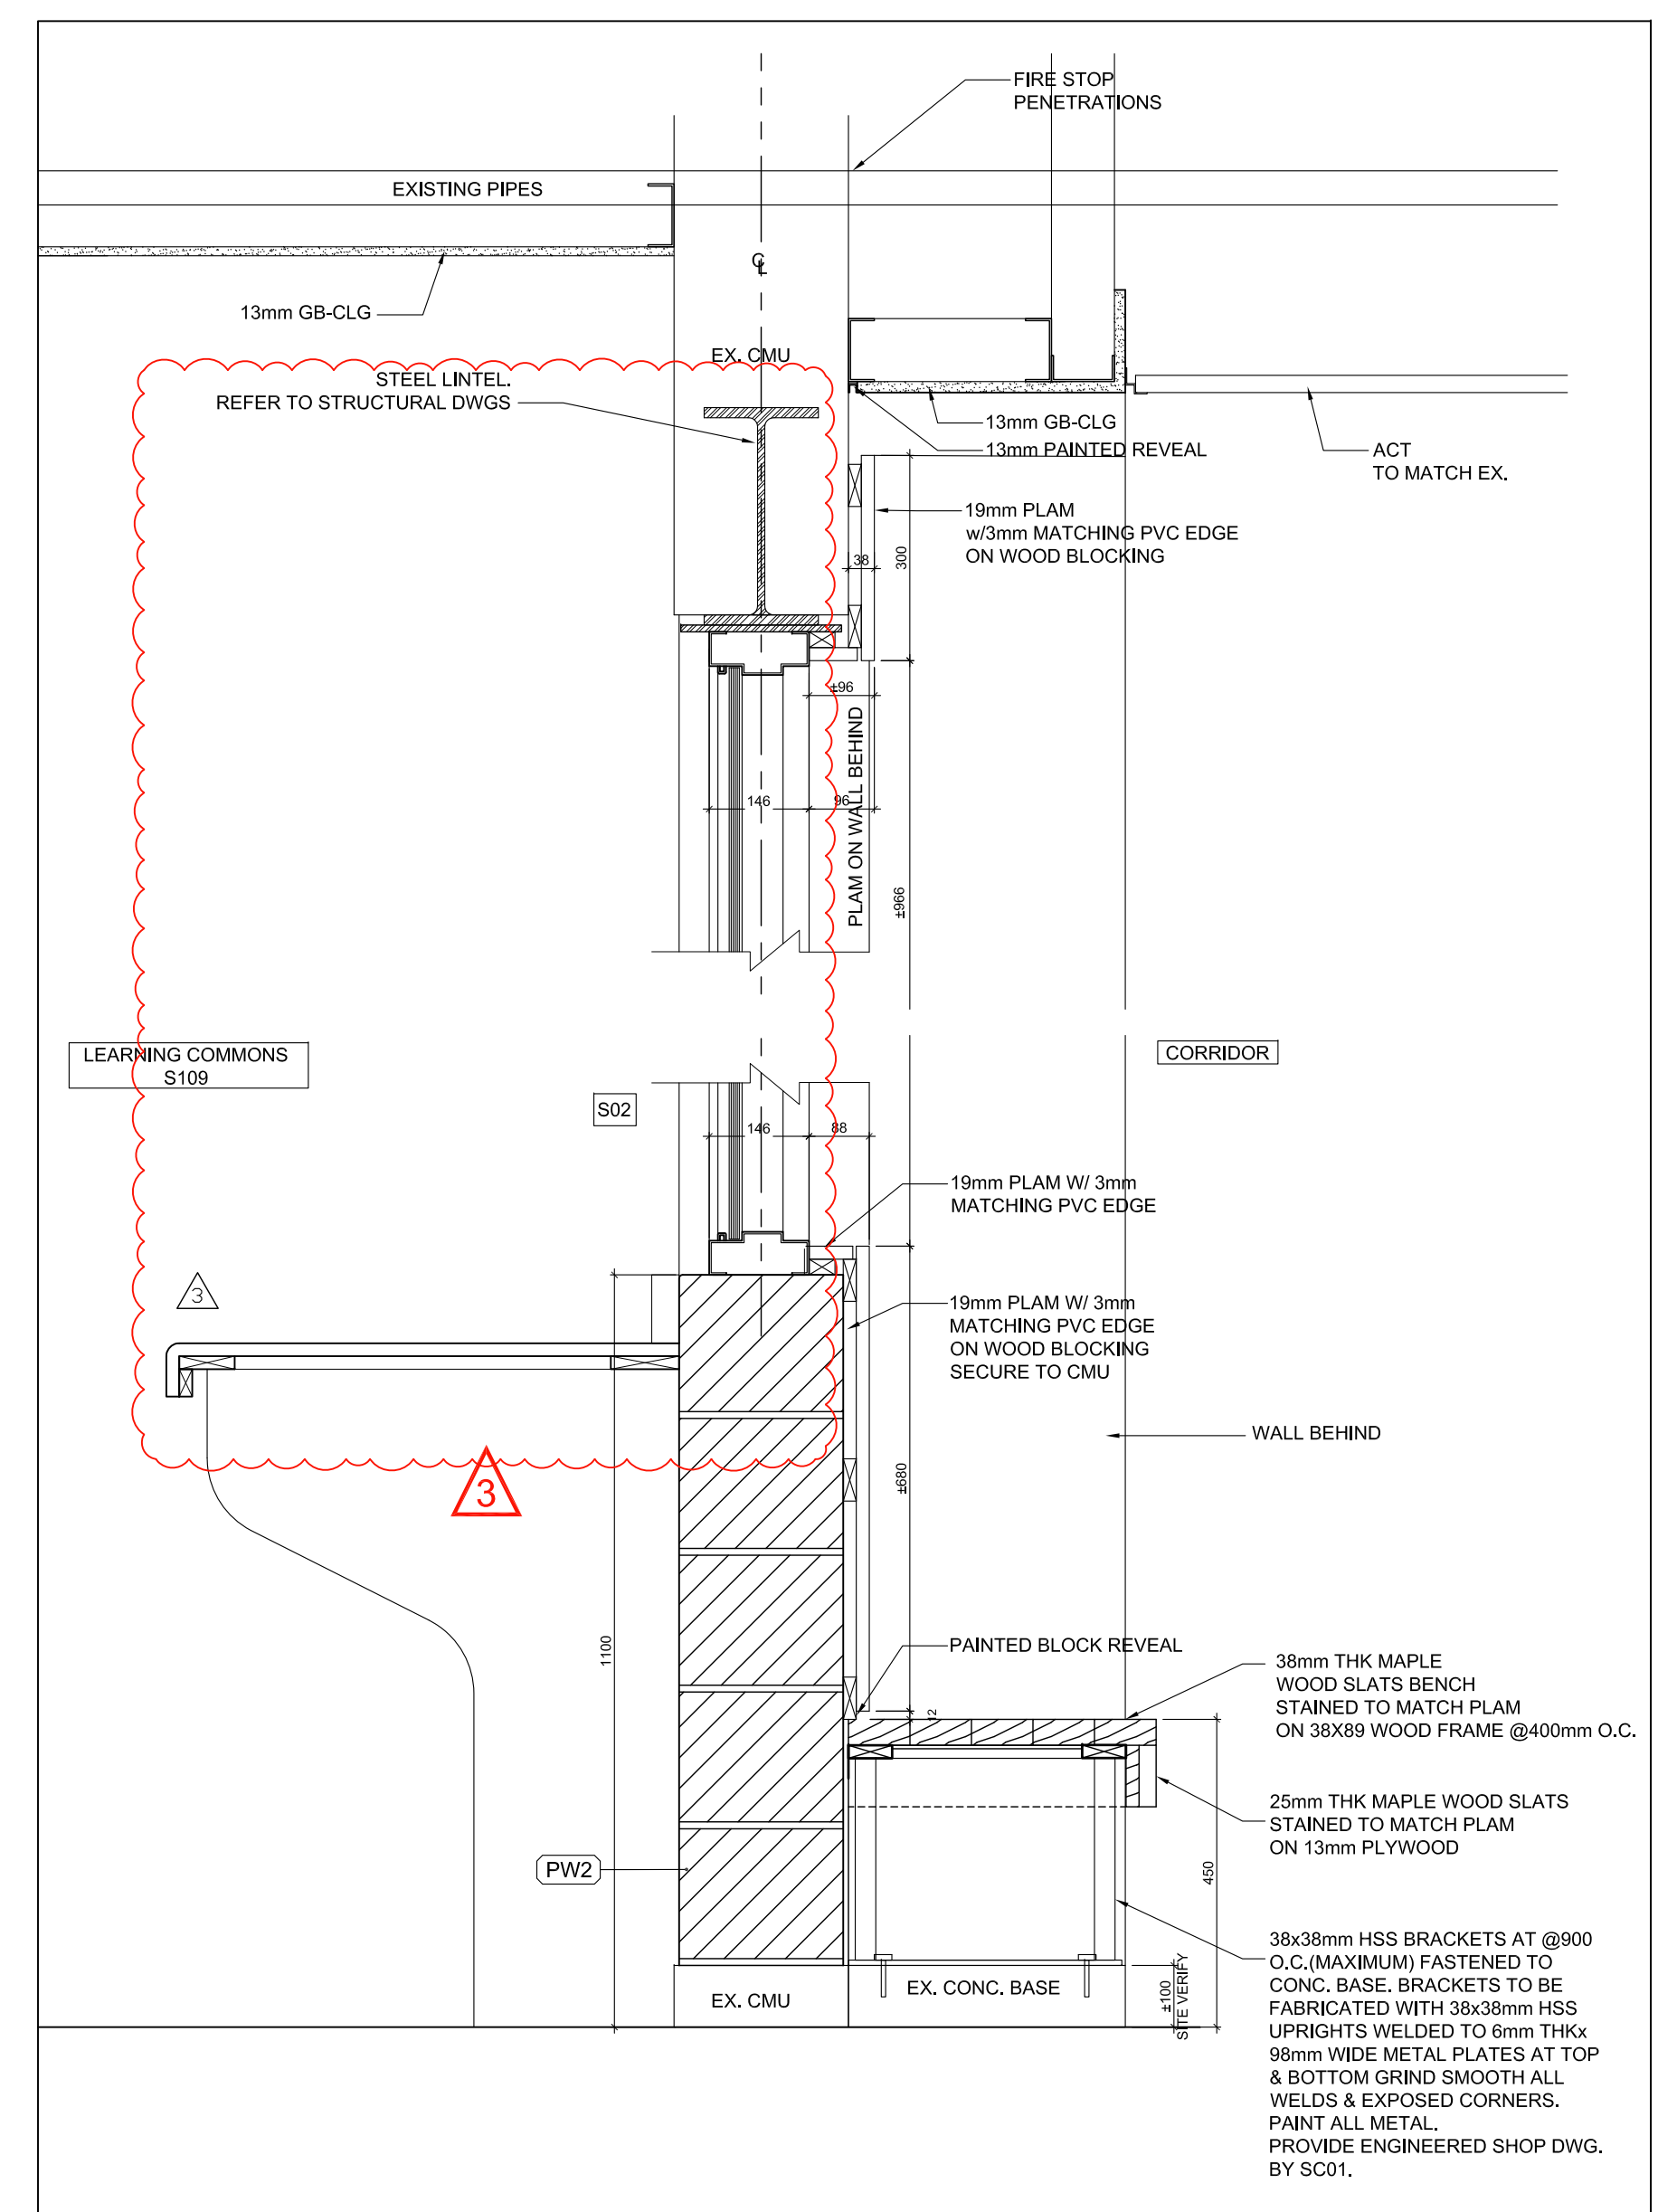 FIRE STOP
PENETRATIONS
EXISTING PIPES
13mm GB-CLG
EX. CMU
STEEL LINTEL.
REFER TO STRUCTURAL DWGS
13mm GB-CLG
13mm PAINTED REVEAL
ACT
TO MATCH EX.
19mm PLAM
w/3mm MATCHING PVC EDGE
ON WOOD BLOCKING
38
300
±96
146
96
PLAM ON WALL BEHIND
±966
LEARNING COMMONS
S109
CORRIDOR
S02
146
88
19mm PLAM W/ 3mm
MATCHING PVC EDGE
3
19mm PLAM W/ 3mm
MATCHING PVC EDGE
ON WOOD BLOCKING
SECURE TO CMU
WALL BEHIND
3
±680
1100
PAINTED BLOCK REVEAL
12
38mm THK MAPLE
WOOD SLATS BENCH
STAINED TO MATCH PLAM
ON 38X89 WOOD FRAME @400mm O.C.
25mm THK MAPLE WOOD SLATS
STAINED TO MATCH PLAM
ON 13mm PLYWOOD
PW2
450
38x38mm HSS BRACKETS AT @900
O.C.(MAXIMUM) FASTENED TO
CONC. BASE. BRACKETS TO BE
FABRICATED WITH 38x38mm HSS
UPRIGHTS WELDED TO 6mm THKx
98mm WIDE METAL PLATES AT TOP
& BOTTOM GRIND SMOOTH ALL
WELDS & EXPOSED CORNERS.
PAINT ALL METAL.
PROVIDE ENGINEERED SHOP DWG.
BY SC01.
EX. CMU
EX. CONC. BASE
±100
SITE VERIFY